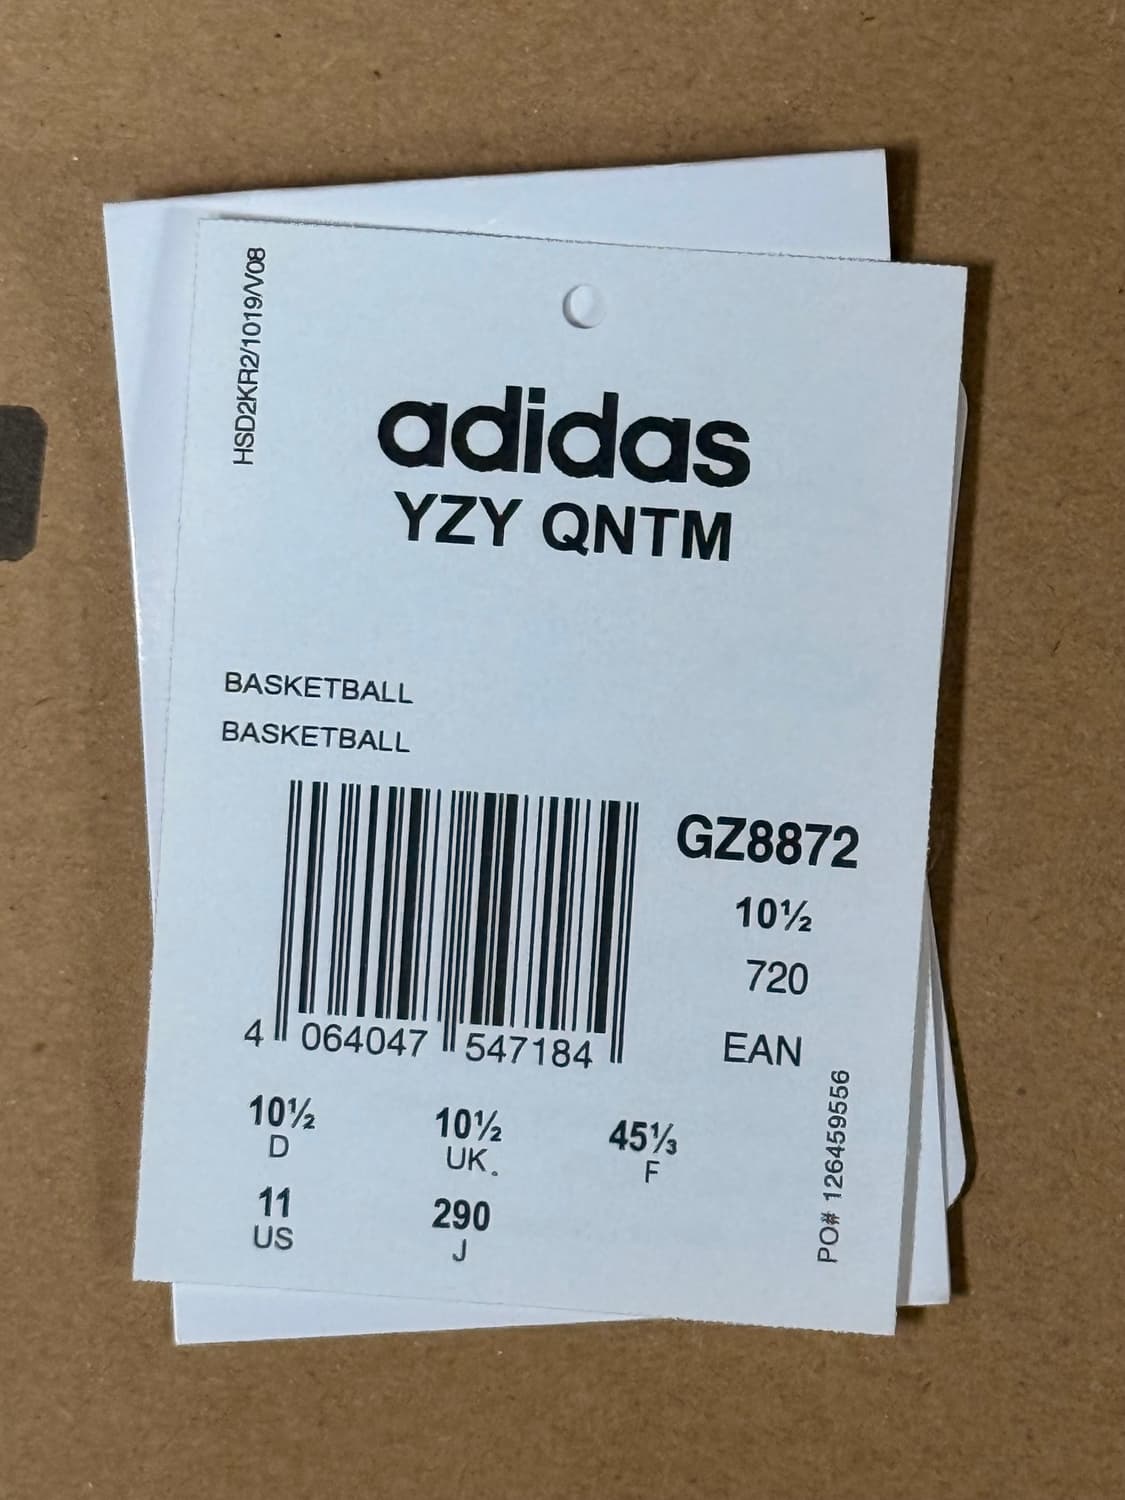 HSD2KR2/1019/V08
adidas
YZY QNTM
BASKETBALL
BASKETBALL
GZ8872
10½
720
EAN
4 064047 547184
10½ 10½ 45⅓
D UK. F
11 290
US J
PO# 126459556